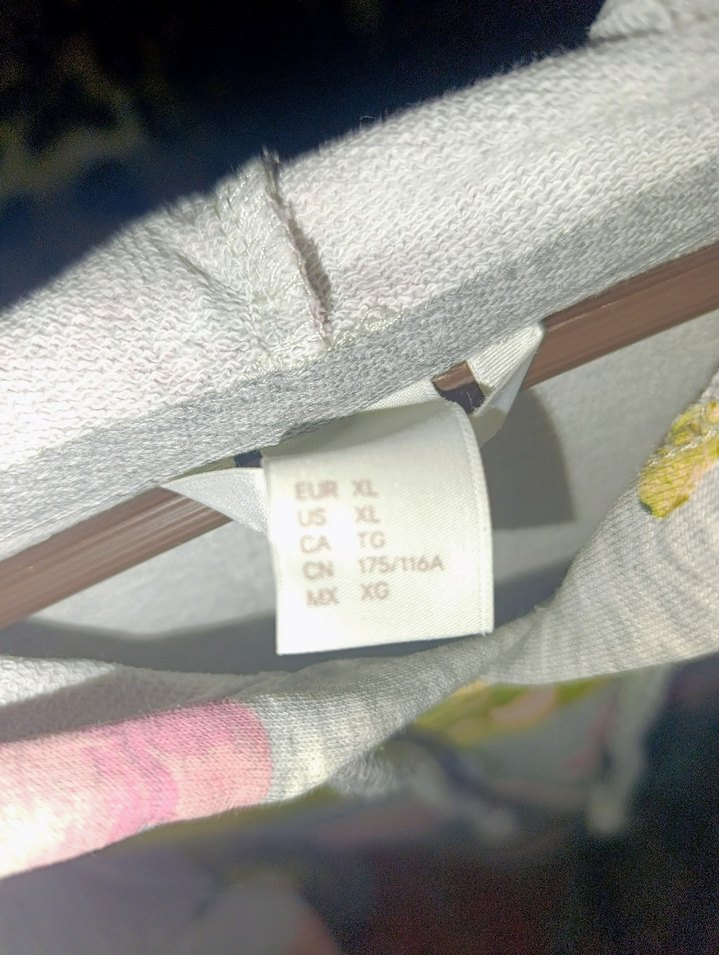 EUR XL
US XL
CA TG
CN 175/116A
MX XG